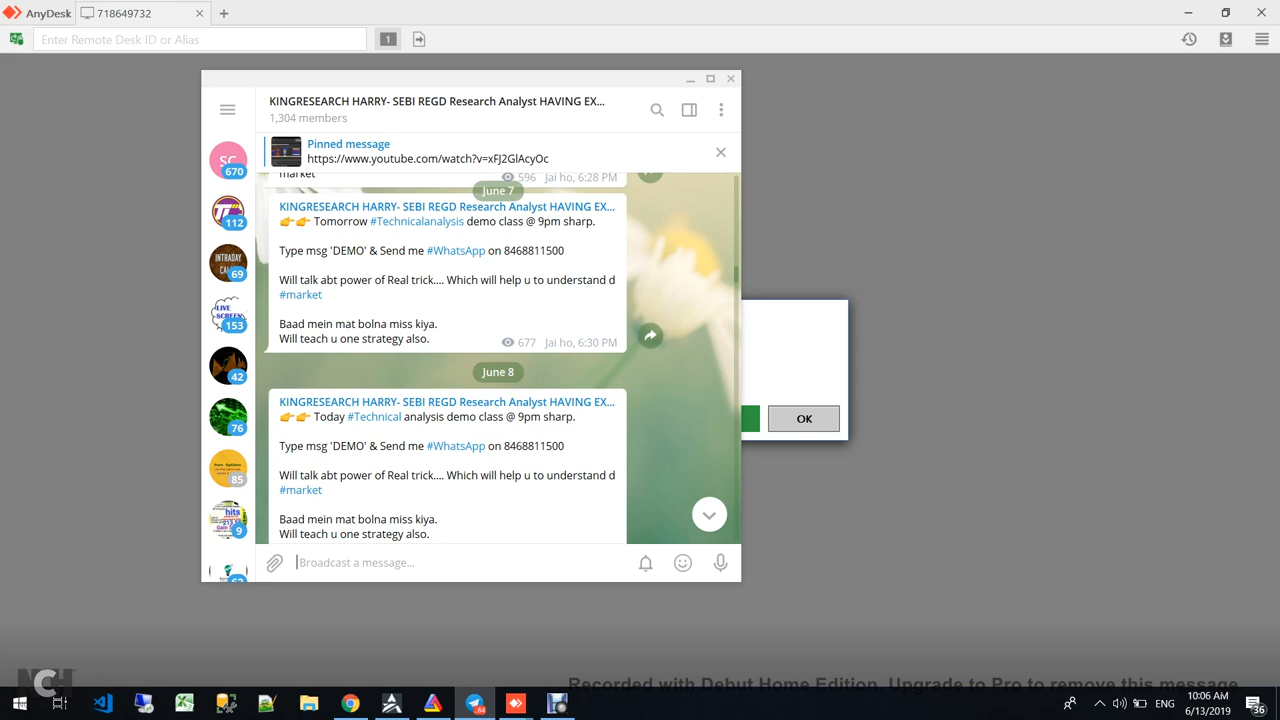 AnyDesk
718649732
Enter Remote Desk ID or Alias
1
KINGRESEARCH HARRY- SEBI REGD Research Analyst HAVING EX...
1,304 members
Pinned message
https://www.youtube.com/watch?v=xFJ2GlAcyOc
market
596 Jai ho, 6:28 PM
June 7
KINGRESEARCH HARRY- SEBI REGD Research Analyst HAVING EX...
👉👉 Tomorrow #Technicalanalysis demo class @ 9pm sharp.
Type msg 'DEMO' & Send me #WhatsApp on 8468811500
Will talk abt power of Real trick.... Which will help u to understand d
#market
Baad mein mat bolna miss kiya.
Will teach u one strategy also.
677 Jai ho, 6:30 PM
June 8
KINGRESEARCH HARRY- SEBI REGD Research Analyst HAVING EX...
👉👉 Today #Technical analysis demo class @ 9pm sharp.
Type msg 'DEMO' & Send me #WhatsApp on 8468811500
Will talk abt power of Real trick.... Which will help u to understand d
#market
Baad mein mat bolna miss kiya.
Will teach u one strategy also.
Broadcast a message...
SC
670
112
INTRADAY
69
LIVE
SCREEN
153
42
76
85
hits
9
62
OK
NCH
Recorded with Debut Home Edition. Upgrade to Pro to remove this message
84
ENG
10:06 AM
6/13/2019
36